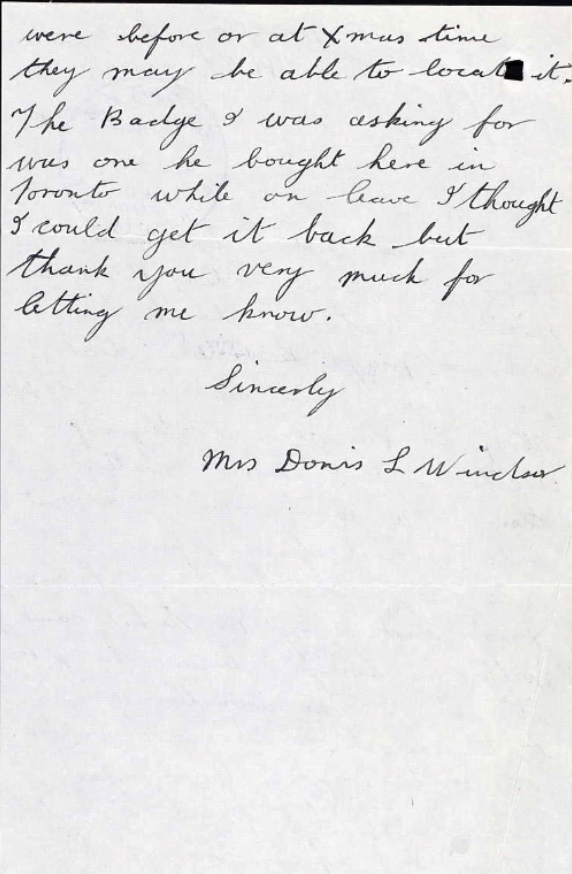 were before or at Xmas time
they may be able to locate it.
The Badge I was asking for
was one he bought here in
Toronto while on leave I thought
I could get it back but
thank you very much for
letting me know.
Sincerly
Mrs Donis L Windsor